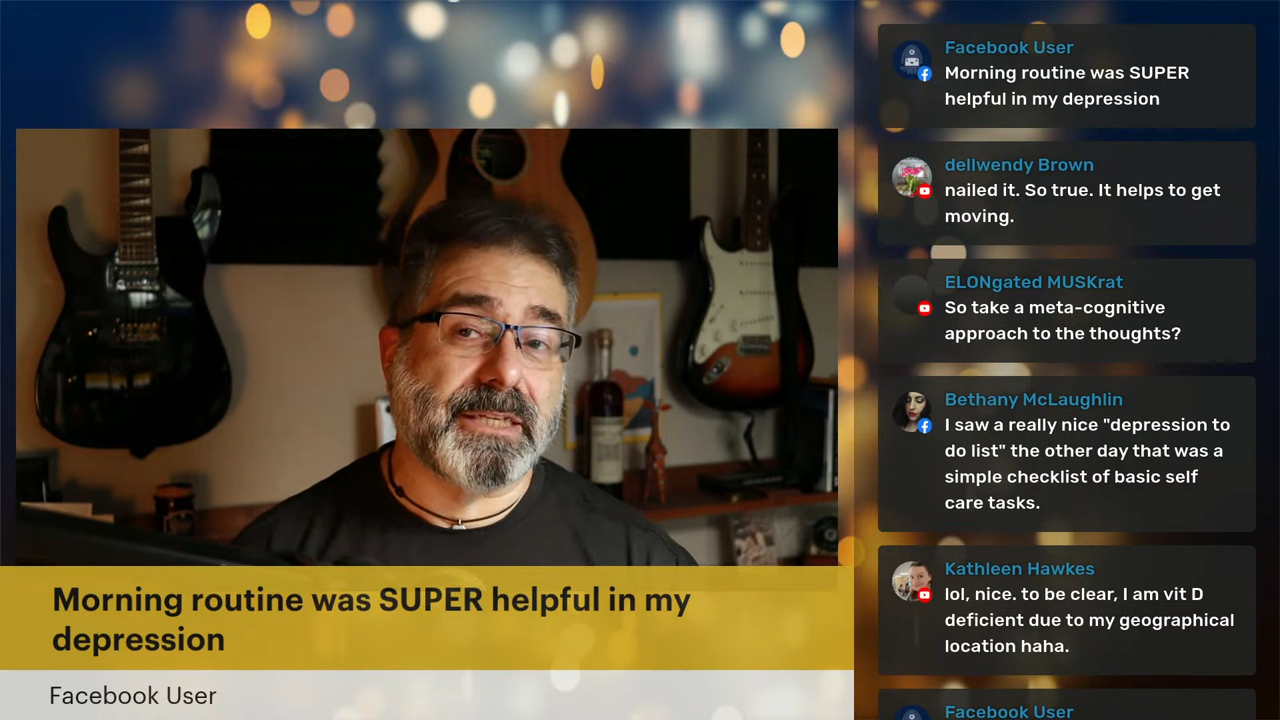 Morning routine was SUPER helpful in my
depression
Facebook User
Facebook User
Morning routine was SUPER
helpful in my depression
dellwendy Brown
nailed it. So true. It helps to get
moving.
ELONgated MUSKrat
So take a meta-cognitive
approach to the thoughts?
Bethany McLaughlin
I saw a really nice "depression to
do list" the other day that was a
simple checklist of basic self
care tasks.
Kathleen Hawkes
lol, nice. to be clear, I am vit D
deficient due to my geographical
location haha.
Facebook User